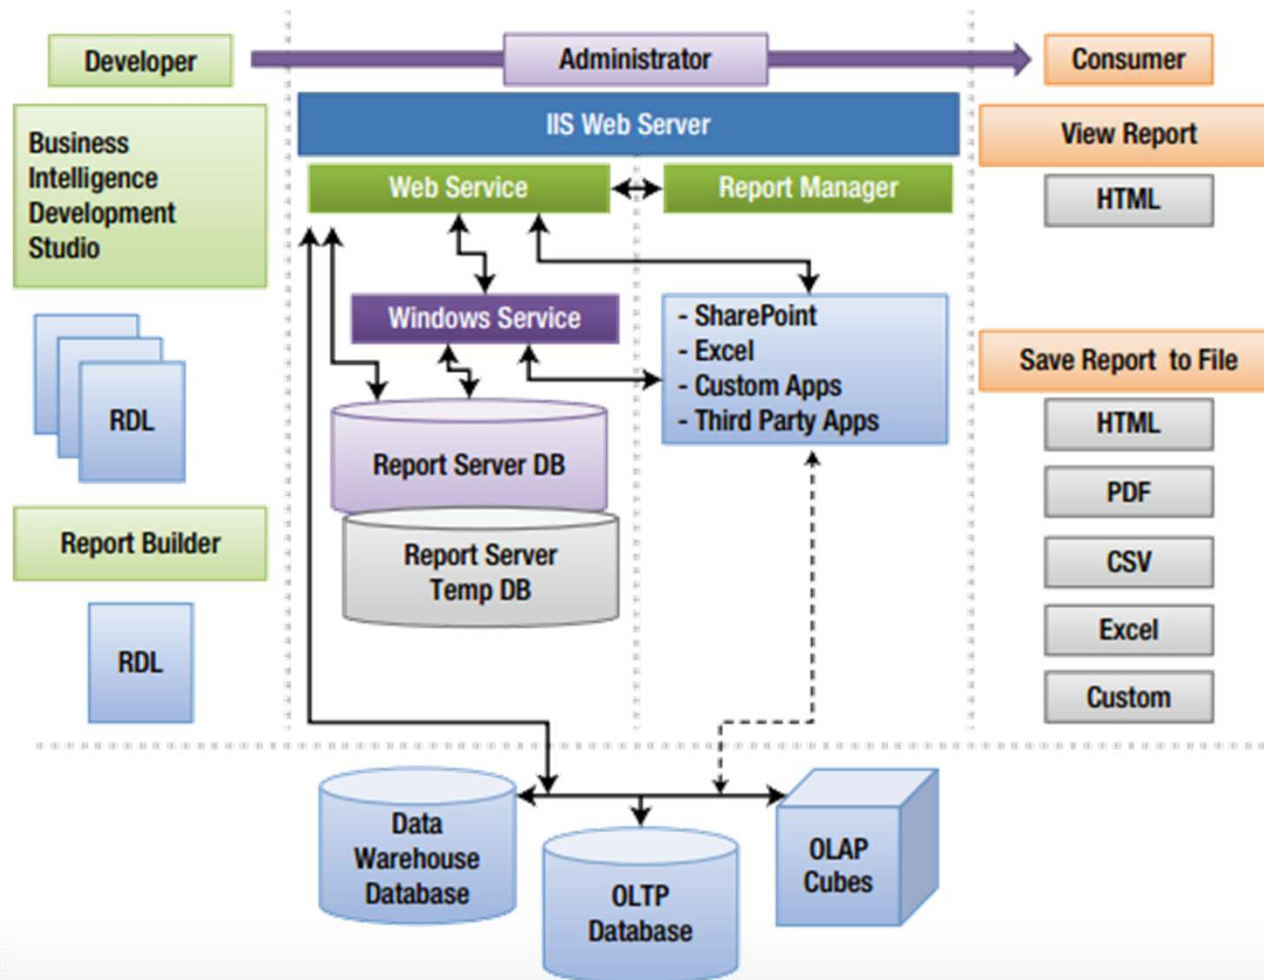 Developer
Administrator
Consumer
Business
Intelligence
Development
Studio
RDL
Report Builder
RDL
IIS Web Server
Web Service
Report Manager
Windows Service
- SharePoint
- Excel
- Custom Apps
- Third Party Apps
Report Server DB
Report Server
Temp DB
View Report
HTML
Save Report to File
HTML
PDF
CSV
Excel
Custom
Data
Warehouse
Database
OLTP
Database
OLAP
Cubes